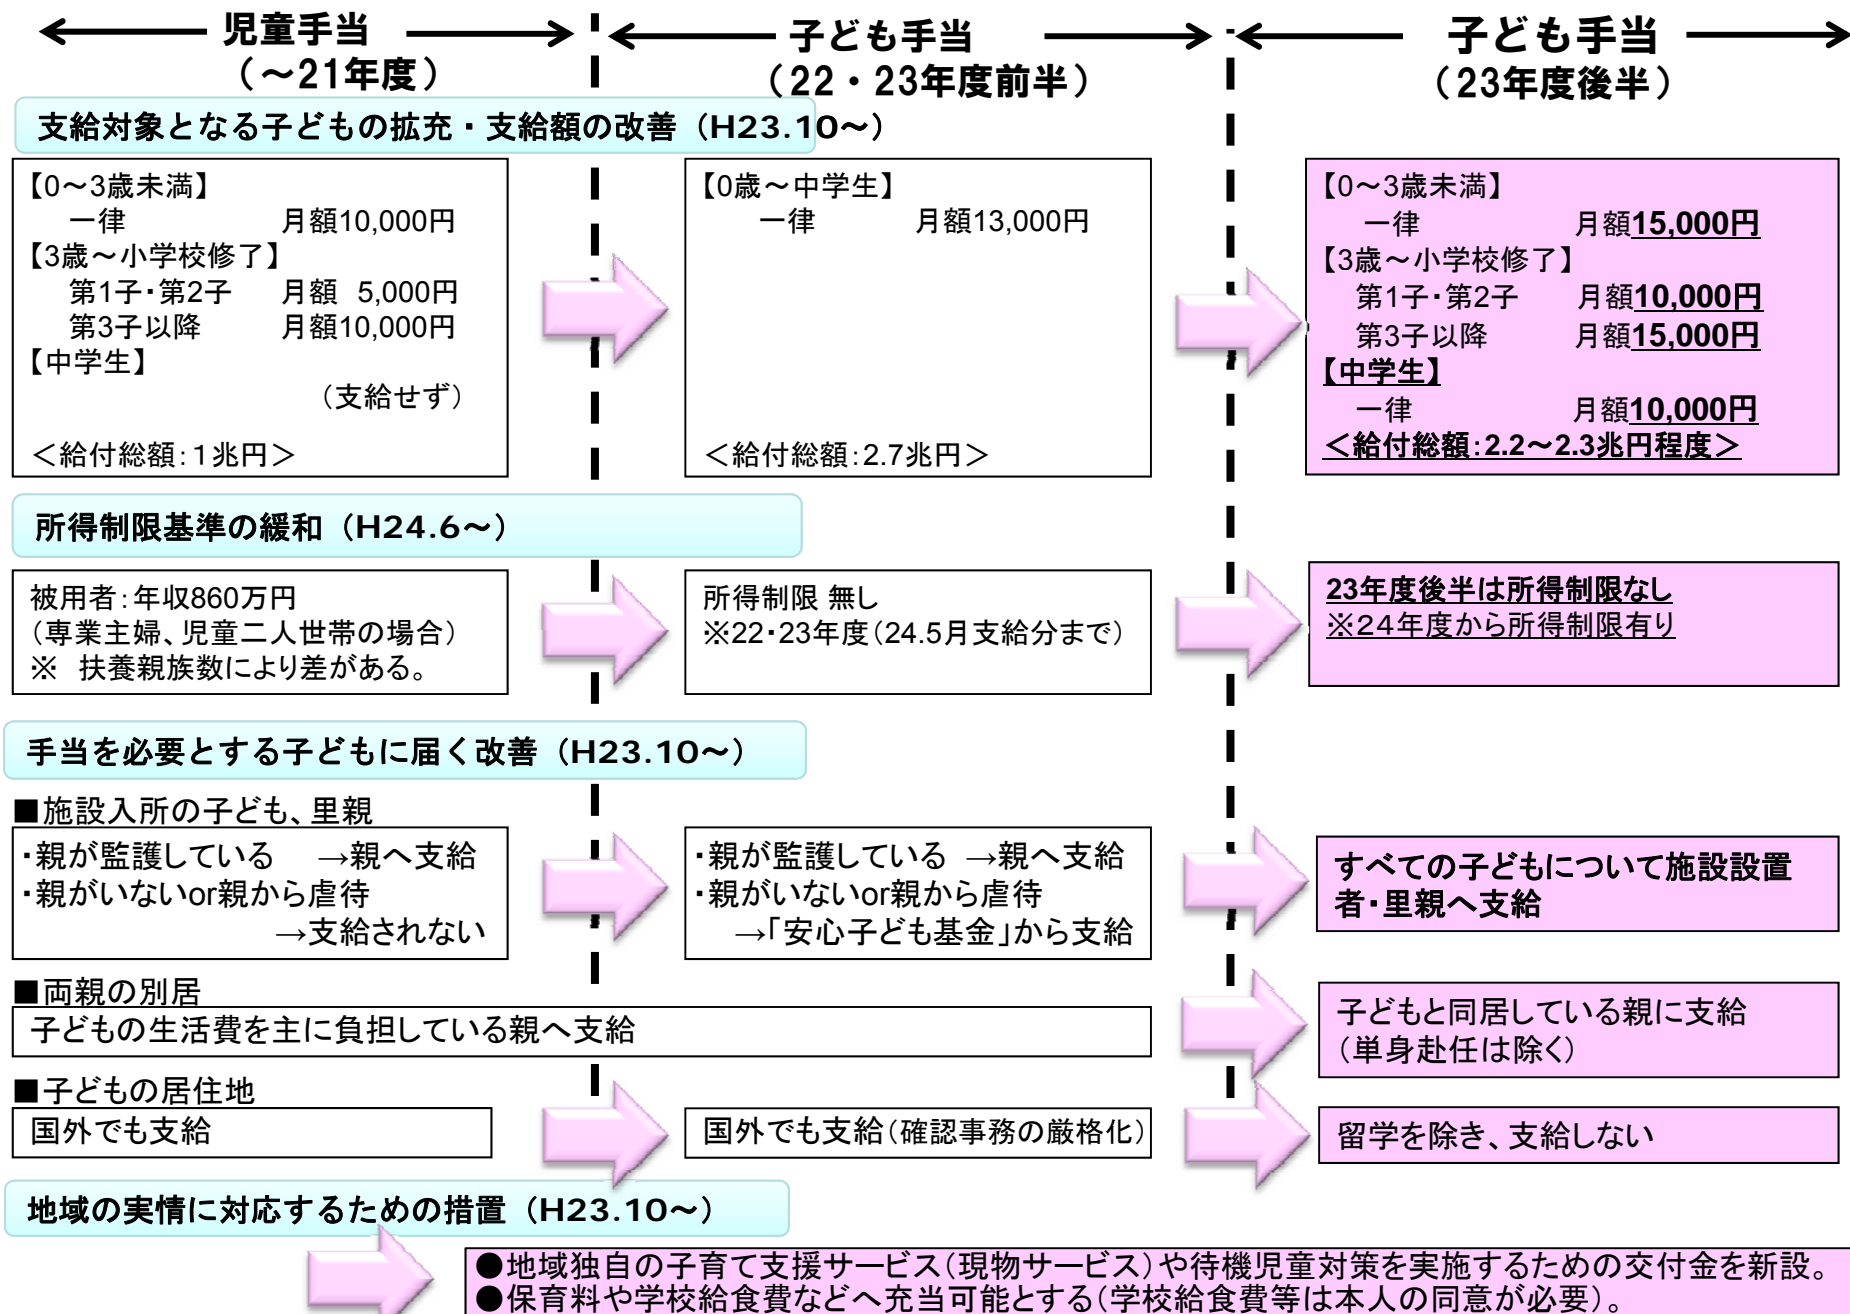 児童手当
(~21年度)
子ども手当
(22・23年度前半)
子ども手当
(23年度後半)
支給対象となる子どもの拡充・支給額の改善(H23.10~)
【0~3歳未満】
一律 月額10,000円
【3歳~小学校修了】
第1子・第2子 月額 5,000円
第3子以降 月額10,000円
【中学生】
(支給せず)
<給付総額:1兆円>
【0歳~中学生】
一律 月額13,000円
<給付総額:2.7兆円>
【0~3歳未満】
一律 月額15,000円
【3歳~小学校修了】
第1子・第2子 月額10,000円
第3子以降 月額15,000円
【中学生】
一律 月額10,000円
<給付総額:2.2~2.3兆円程度>
所得制限基準の緩和(H24.6~)
被用者:年収860万円
(専業主婦、児童二人世帯の場合)
※ 扶養親族数により差がある。
所得制限 無し
※22・23年度(24.5月支給分まで)
23年度後半は所得制限なし
※24年度から所得制限有り
手当を必要とする子どもに届く改善(H23.10~)
■施設入所の子ども、里親
・親が監護している →親へ支給
・親がいないor親から虐待
→支給されない
・親が監護している →親へ支給
・親がいないor親から虐待
→「安心子ども基金」から支給
すべての子どもについて施設設置
者・里親へ支給
■両親の別居
子どもの生活費を主に負担している親へ支給
子どもと同居している親に支給
(単身赴任は除く)
■子どもの居住地
国外でも支給
国外でも支給(確認事務の厳格化)
留学を除き、支給しない
地域の実情に対応するための措置(H23.10~)
●地域独自の子育て支援サービス(現物サービス)や待機児童対策を実施するための交付金を新設。
●保育料や学校給食費などへ充当可能とする(学校給食費等は本人の同意が必要)。